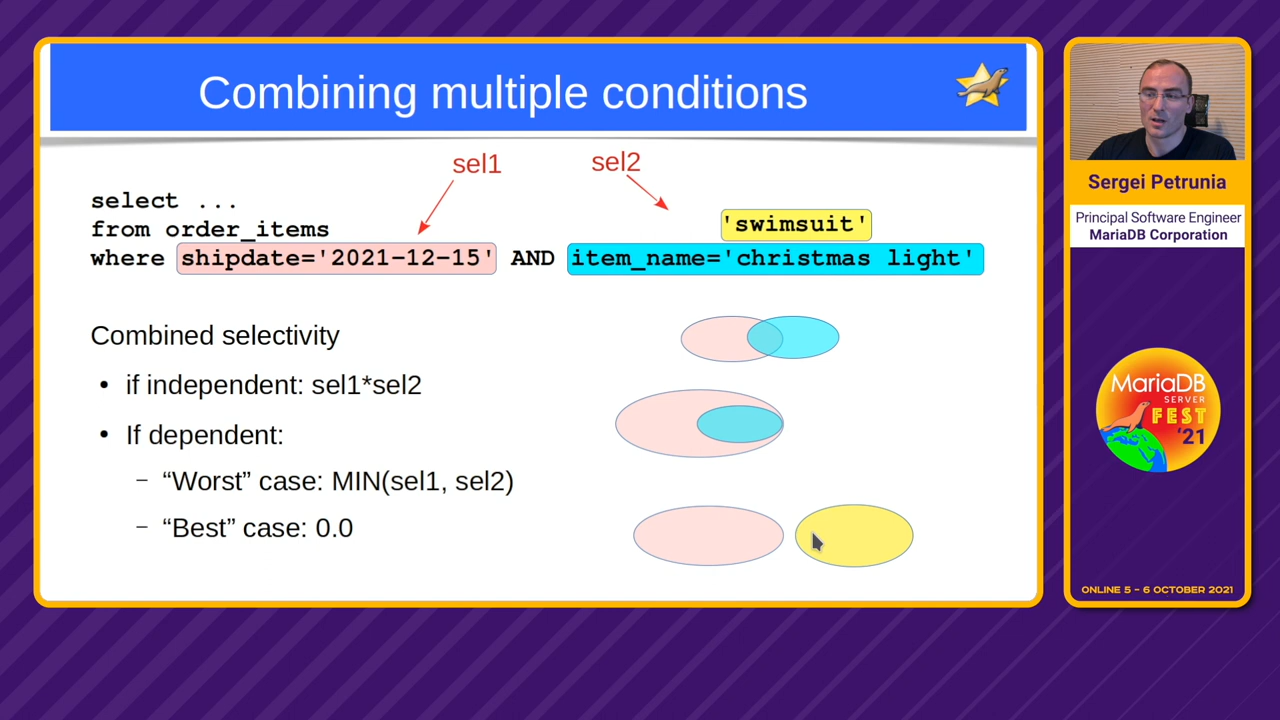 Combining multiple conditions
sel1
sel2
select ...
from order_items
'swimsuit'
where shipdate='2021-12-15' AND item_name='christmas light'
Combined selectivity
• if independent: sel1*sel2
• If dependent:
– “Worst” case: MIN(sel1, sel2)
– “Best” case: 0.0
Sergei Petrunia
Principal Software Engineer
MariaDB Corporation
MariaDB
SERVER
FEST
'21
ONLINE 5 - 6 OCTOBER 2021